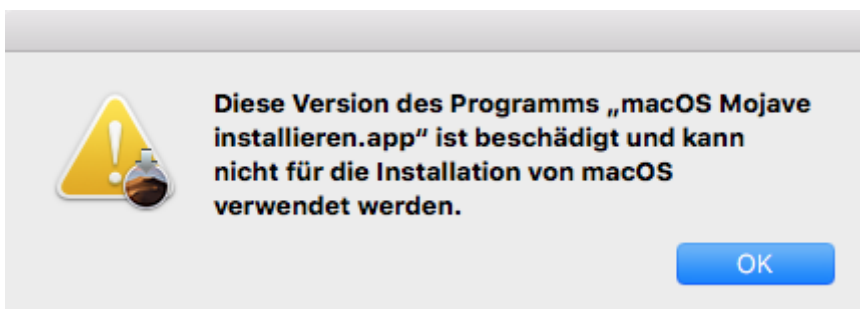 Diese Version des Programms „macOS Mojave
installieren.app“ ist beschädigt und kann
nicht für die Installation von macOS
verwendet werden.
OK